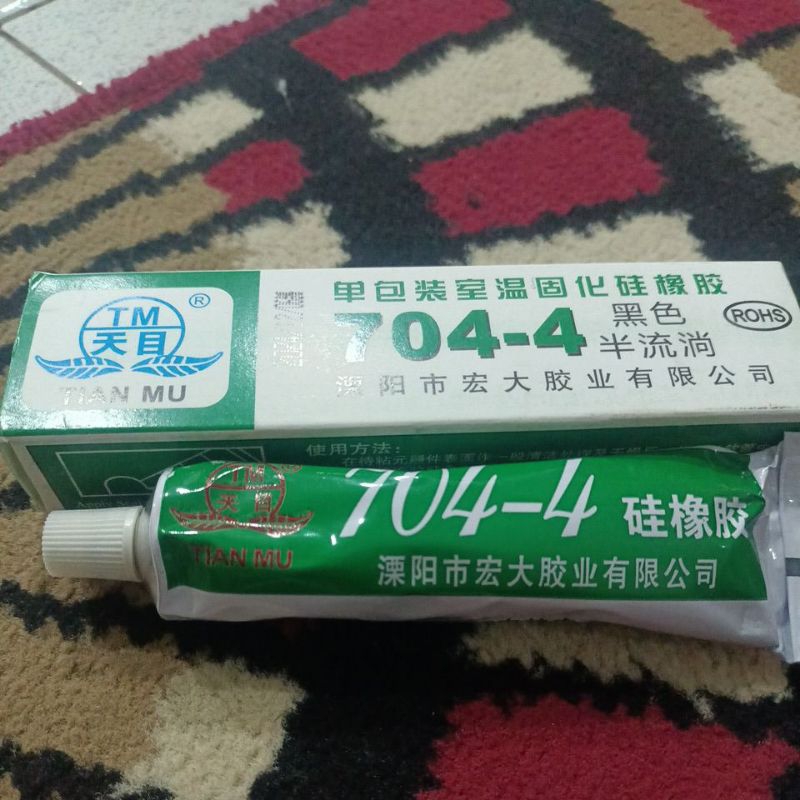 TM
天目
®
TIAN MU
单包装室温固化硅橡胶
704-4
黑色
半流淌
ROHS
溧阳市宏大胶业有限公司
使用方法:
TM
天目
®
TIAN MU
704-4 硅橡胶
溧阳市宏大胶业有限公司